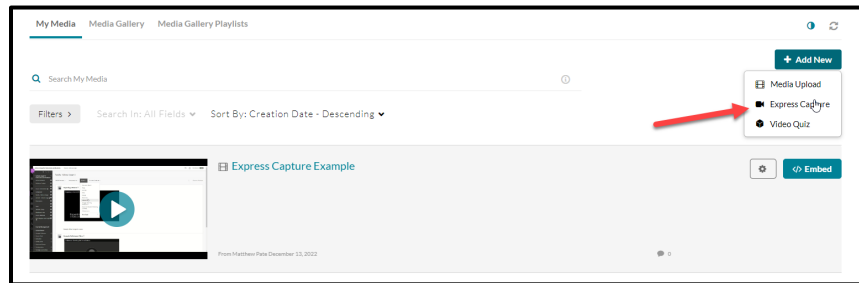 My Media Media Gallery Media Gallery Playlists
+ Add New
Search My Media
Media Upload
Express Capture
Video Quiz
Filters > Search In: All Fields Sort By: Creation Date - Descending
Express Capture Example
</> Embed
From Matthew Pete December 13, 2022
0